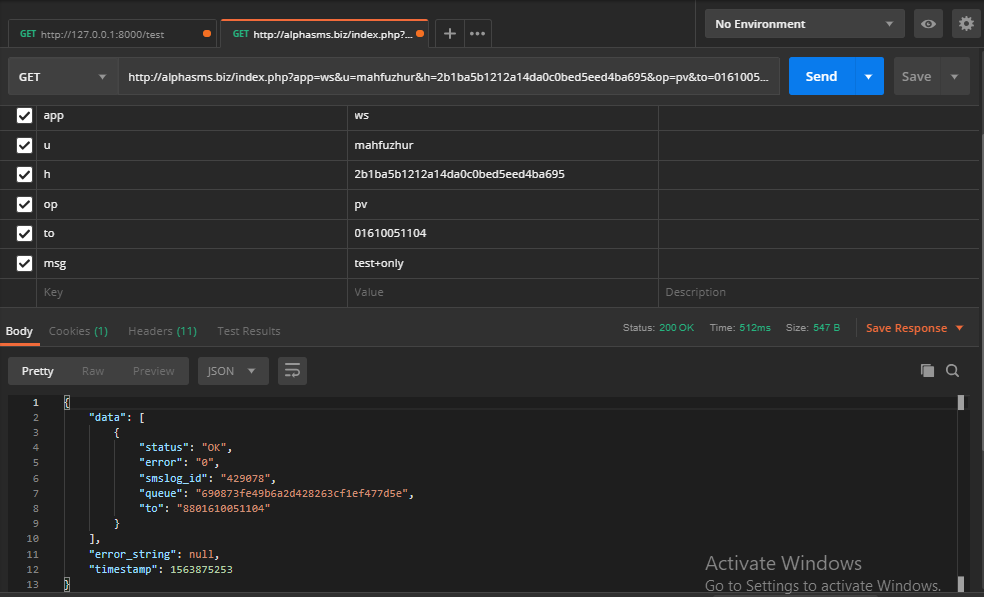 GET http://127.0.0.1:8000/test
GET http://alphasms.biz/index.php?...
No Environment
GET http://alphasms.biz/index.php?app=ws&u=mahfuzhur&h=2b1ba5b1212a14da0c0bed5eed4ba695&op=pv&to=0161005... Send Save
app ws
u mahfuzhur
h 2b1ba5b1212a14da0c0bed5eed4ba695
op pv
to 01610051104
msg test+only
Key Value Description
Body Cookies (1) Headers (11) Test Results Status: 200 OK Time: 512ms Size: 547 B Save Response
Pretty Raw Preview JSON
1 {
2 "data": [
3 {
4 "status": "OK",
5 "error": "0",
6 "smslog_id": "429078",
7 "queue": "690873fe49b6a2d428263cf1ef477d5e",
8 "to": "8801610051104"
9 }
10 ],
11 "error_string": null,
12 "timestamp": 1563875253
13 }
Activate Windows
Go to Settings to activate Windows.